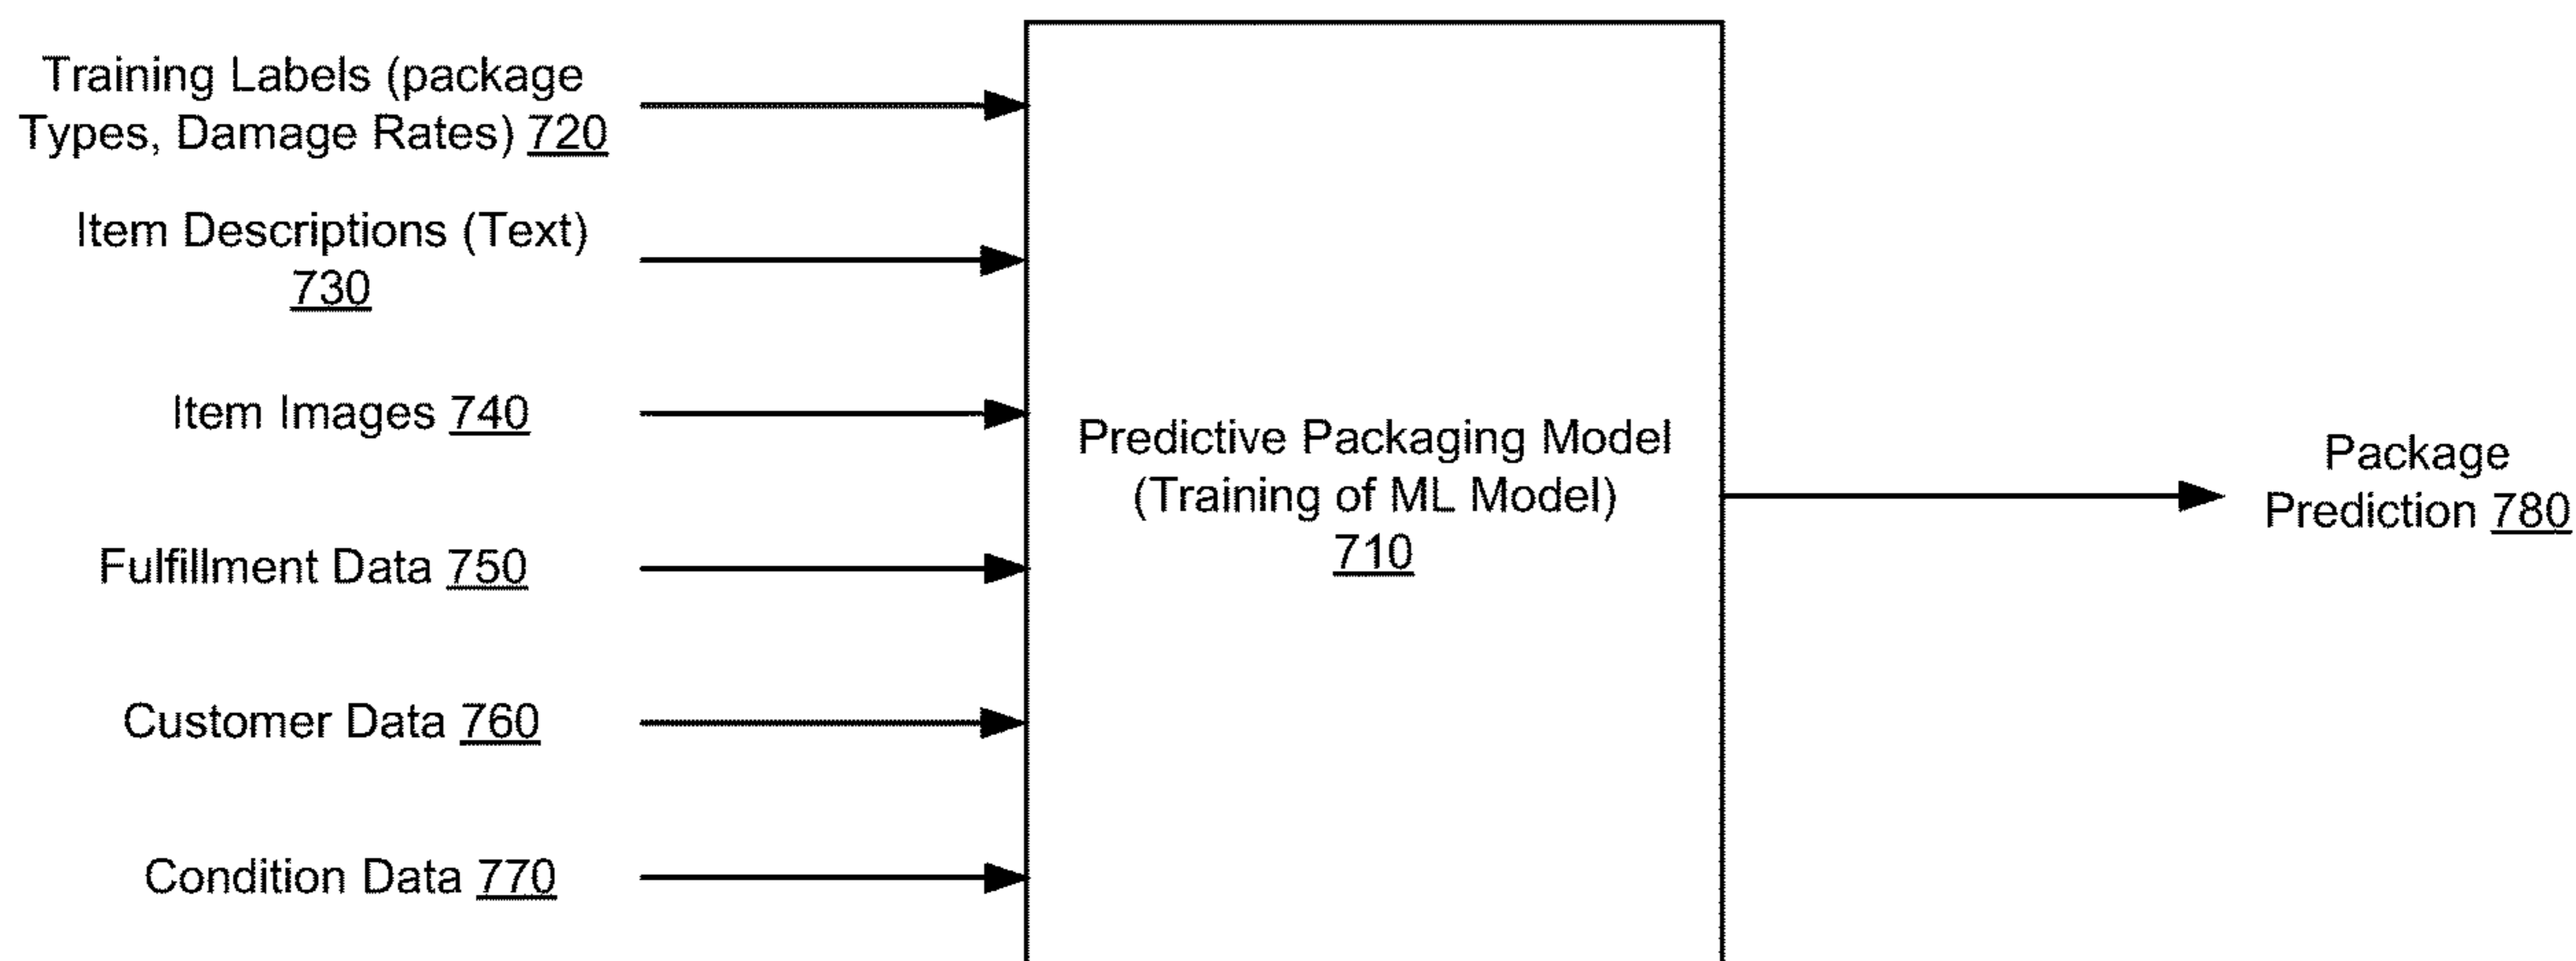 Training Labels (package
Types, Damage Rates) 720
Item Descriptions (Text)
730
Item Images 740
Fulfillment Data 750
Customer Data 760
Condition Data 770
Predictive Packaging Model
(Training of ML Model)
710
Package
Prediction 780